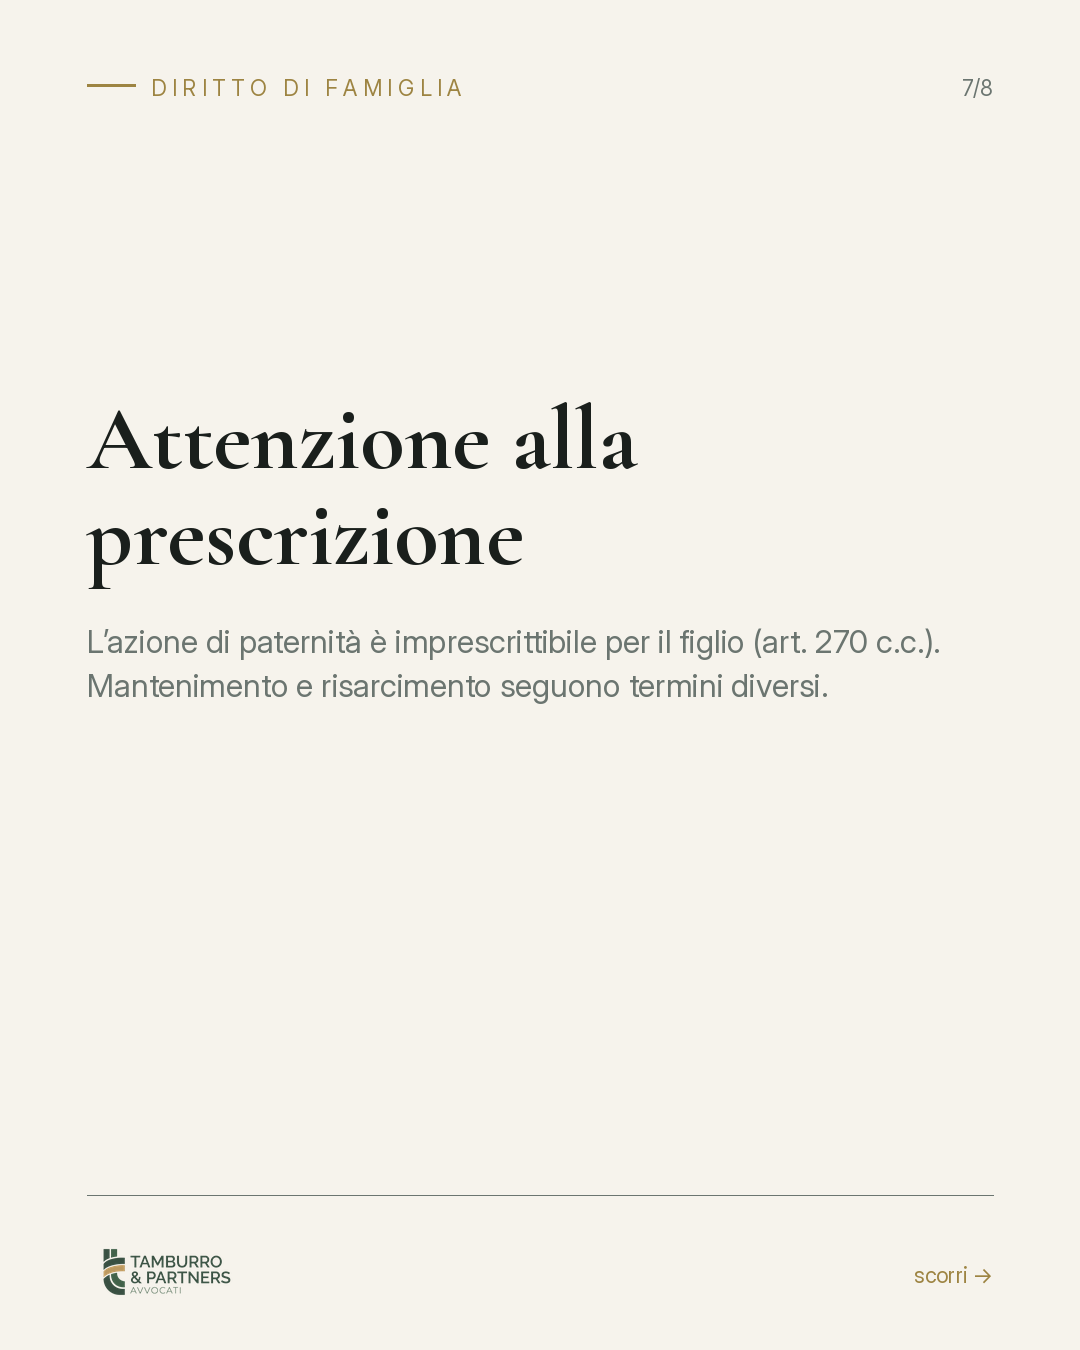 DIRITTO DI FAMIGLIA
7/8
Attenzione alla
prescrizione
L’azione di paternità è imprescrittibile per il figlio (art. 270 c.c.).
Mantenimento e risarcimento seguono termini diversi.
TAMBURRO
& PARTNERS
AVVOCATI
scorri →